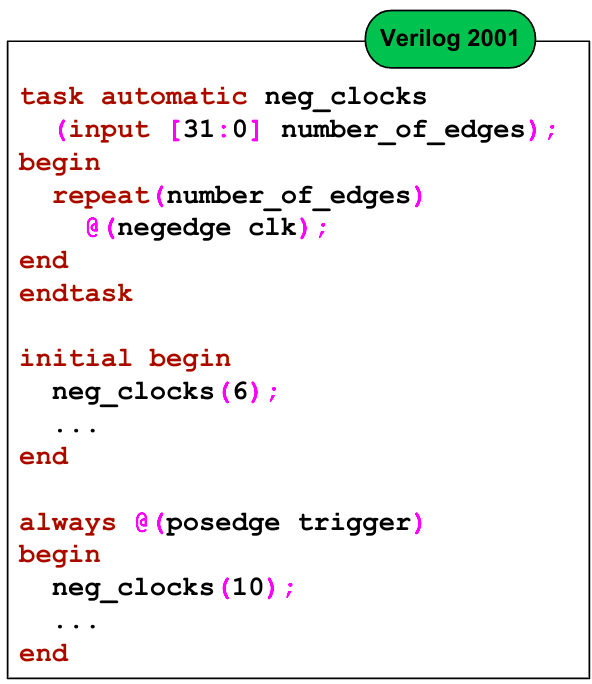 Verilog 2001
task automatic neg_clocks
  (input [31:0] number_of_edges);
begin
  repeat(number_of_edges)
    @(negedge clk);
end
endtask

initial begin
  neg_clocks(6);
  ...
end

always @(posedge trigger)
begin
  neg_clocks(10);
  ...
end